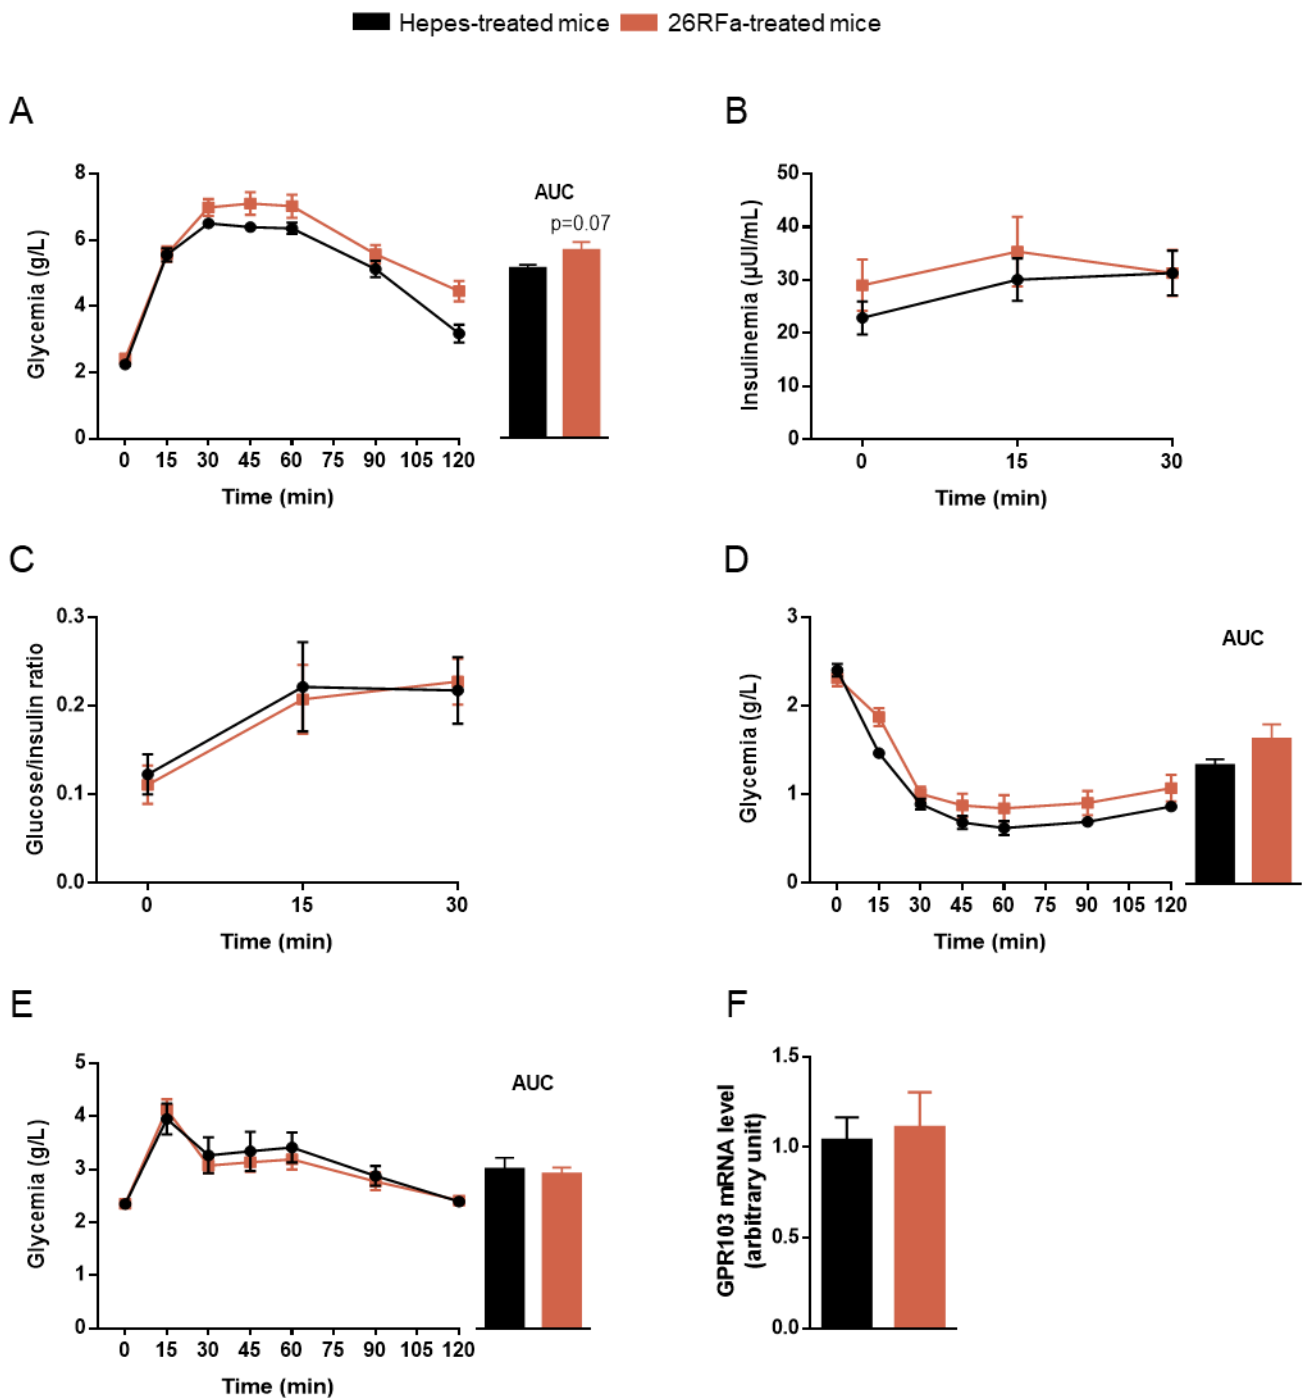 Hepes-treated mice 26RFa-treated mice
A
Glycemia (g/L)
8
6
4
2
0
0 15 30 45 60 75 90 105 120
Time (min)
AUC
p=0.07
B
Insulinemia (µUI/mL)
50
40
30
20
10
0
0 15 30
Time (min)
C
Glucose/insulin ratio
0.3
0.2
0.1
0.0
0 15 30
Time (min)
D
Glycemia (g/L)
3
2
1
0
0 15 30 45 60 75 90 105 120
Time (min)
AUC
E
Glycemia (g/L)
5
4
3
2
1
0
0 15 30 45 60 75 90 105 120
Time (min)
AUC
F
GPR103 mRNA level
(arbitrary unit)
1.5
1.0
0.5
0.0